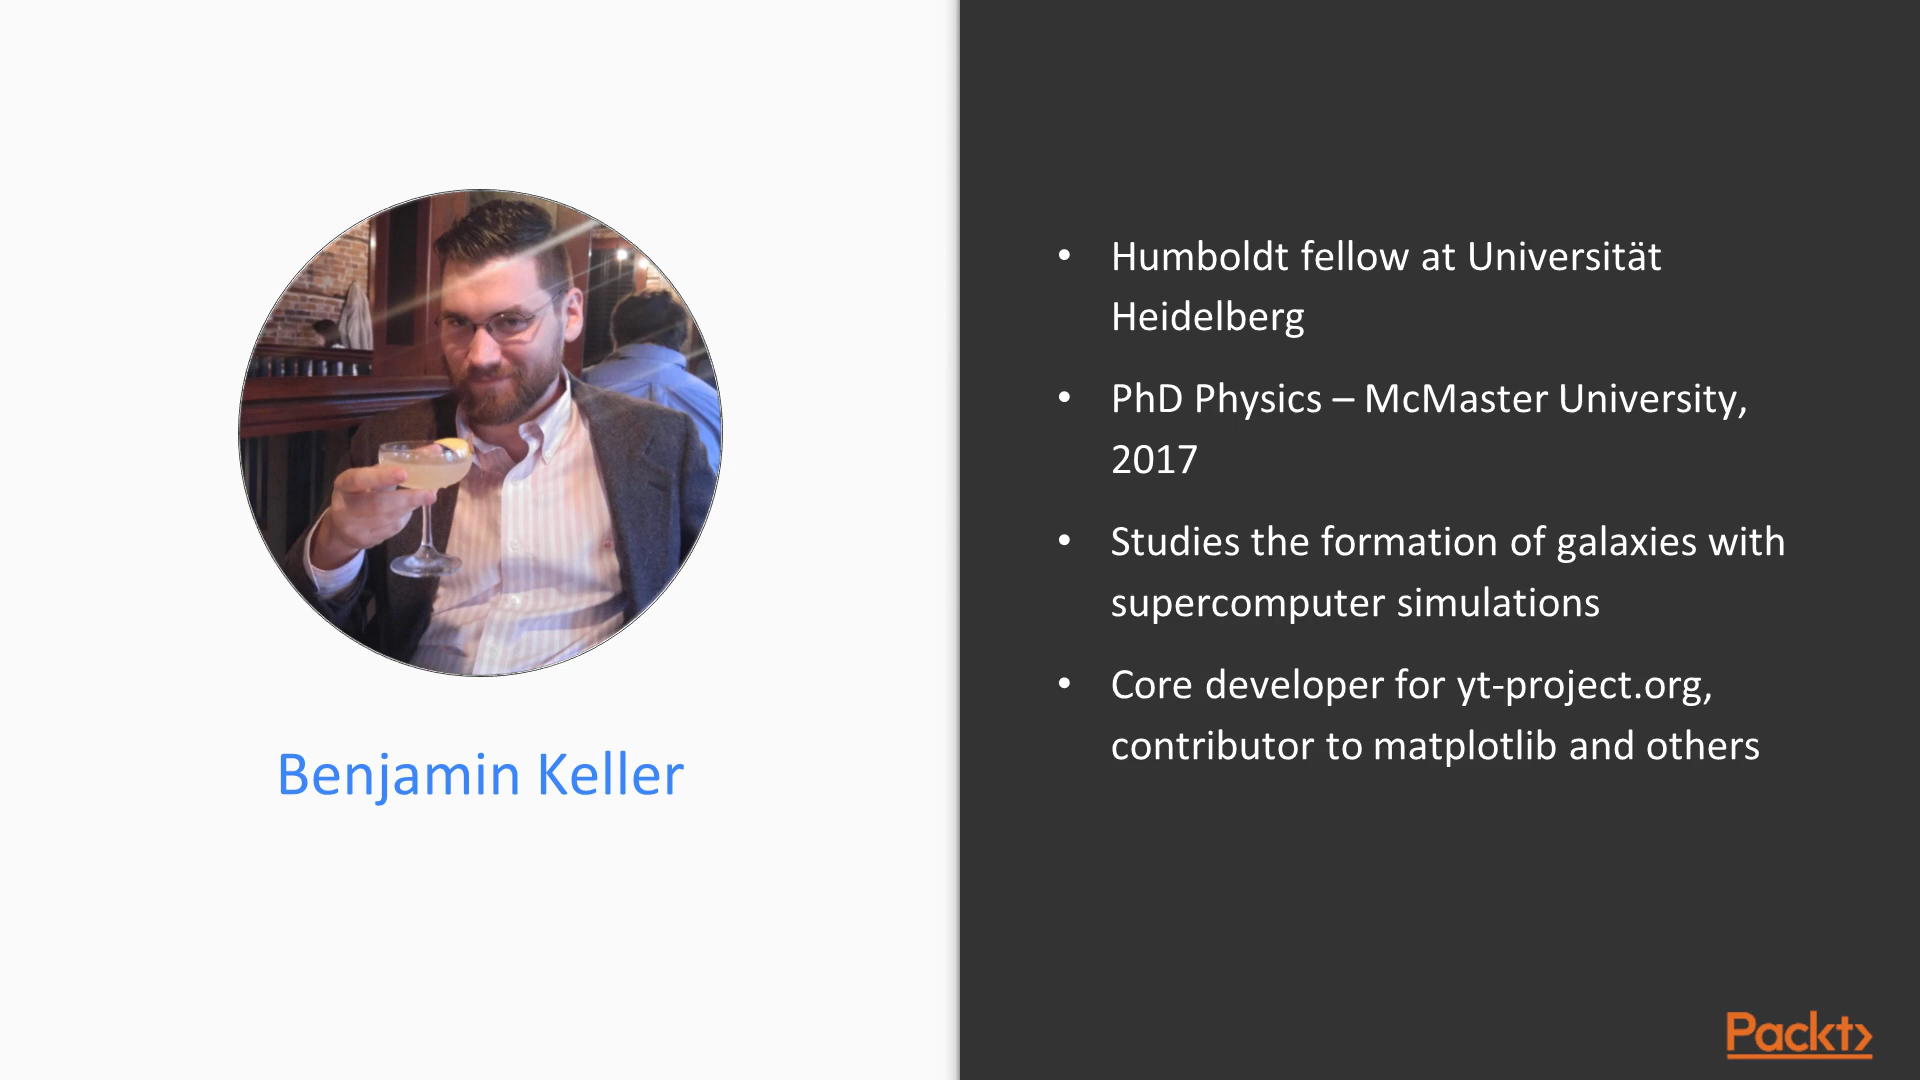 Benjamin Keller
• Humboldt fellow at Universität
Heidelberg
• PhD Physics – McMaster University,
2017
• Studies the formation of galaxies with
supercomputer simulations
• Core developer for yt-project.org,
contributor to matplotlib and others
Packt>